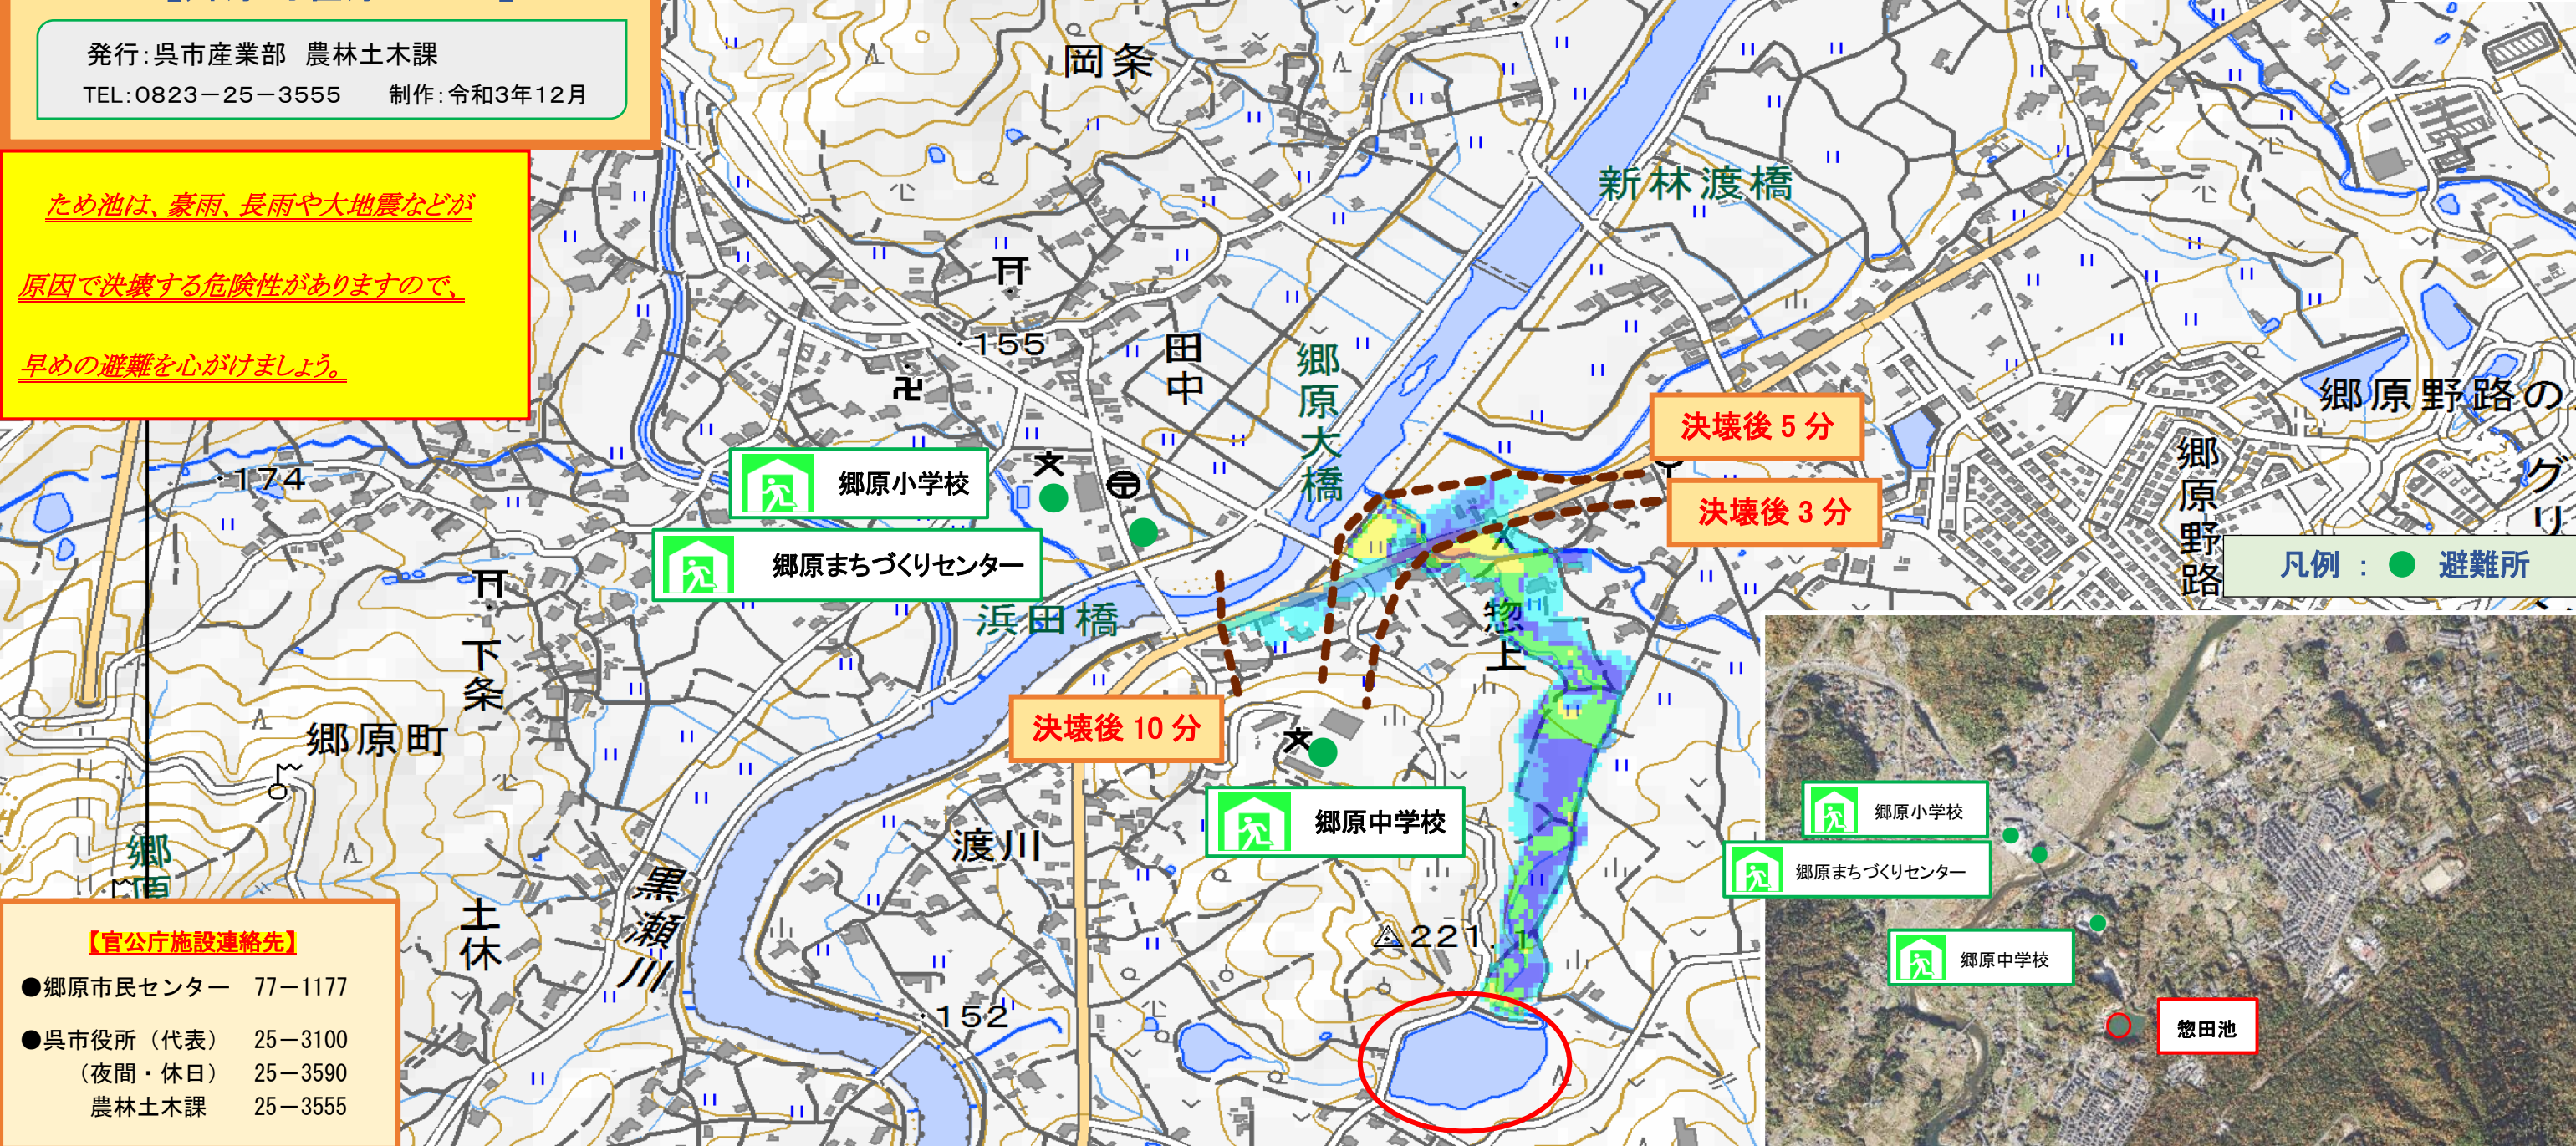 発行：呉市産業部　農林土木課
TEL：0823－25－3555　制作：令和3年12月
ため池は、豪雨、長雨や大地震などが
原因で決壊する危険性がありますので、
早めの避難を心がけましょう。
岡条
新林渡橋
155
田中
郷原大橋
174
郷原小学校
郷原まちづくりセンター
浜田橋
決壊後 5 分
決壊後 3 分
決壊後 10 分
惣上
郷原野路の
郷原野路
グリ
凡例 ： ● 避難所
下条
郷原町
郷原
土休
黒瀬川
渡川
152
郷原中学校
221.1
【官公庁施設連絡先】
●郷原市民センター　77－1177
●呉市役所（代表）　25－3100
（夜間・休日）　25－3590
農林土木課　25－3555
郷原小学校
郷原まちづくりセンター
郷原中学校
惣田池